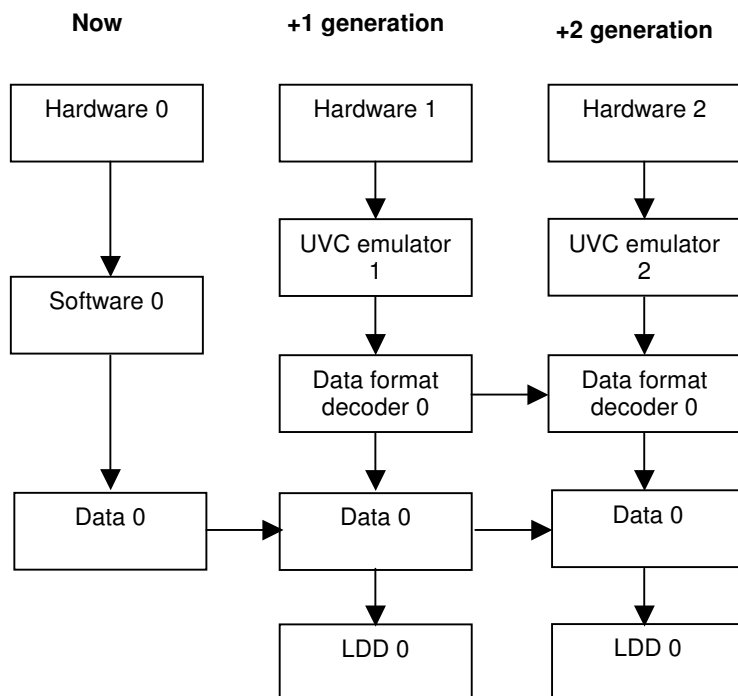 Now
+1 generation
+2 generation
Hardware 0
Hardware 1
Hardware 2
UVC emulator
1
UVC emulator
2
Software 0
Data format
decoder 0
Data format
decoder 0
Data 0
Data 0
Data 0
LDD 0
LDD 0